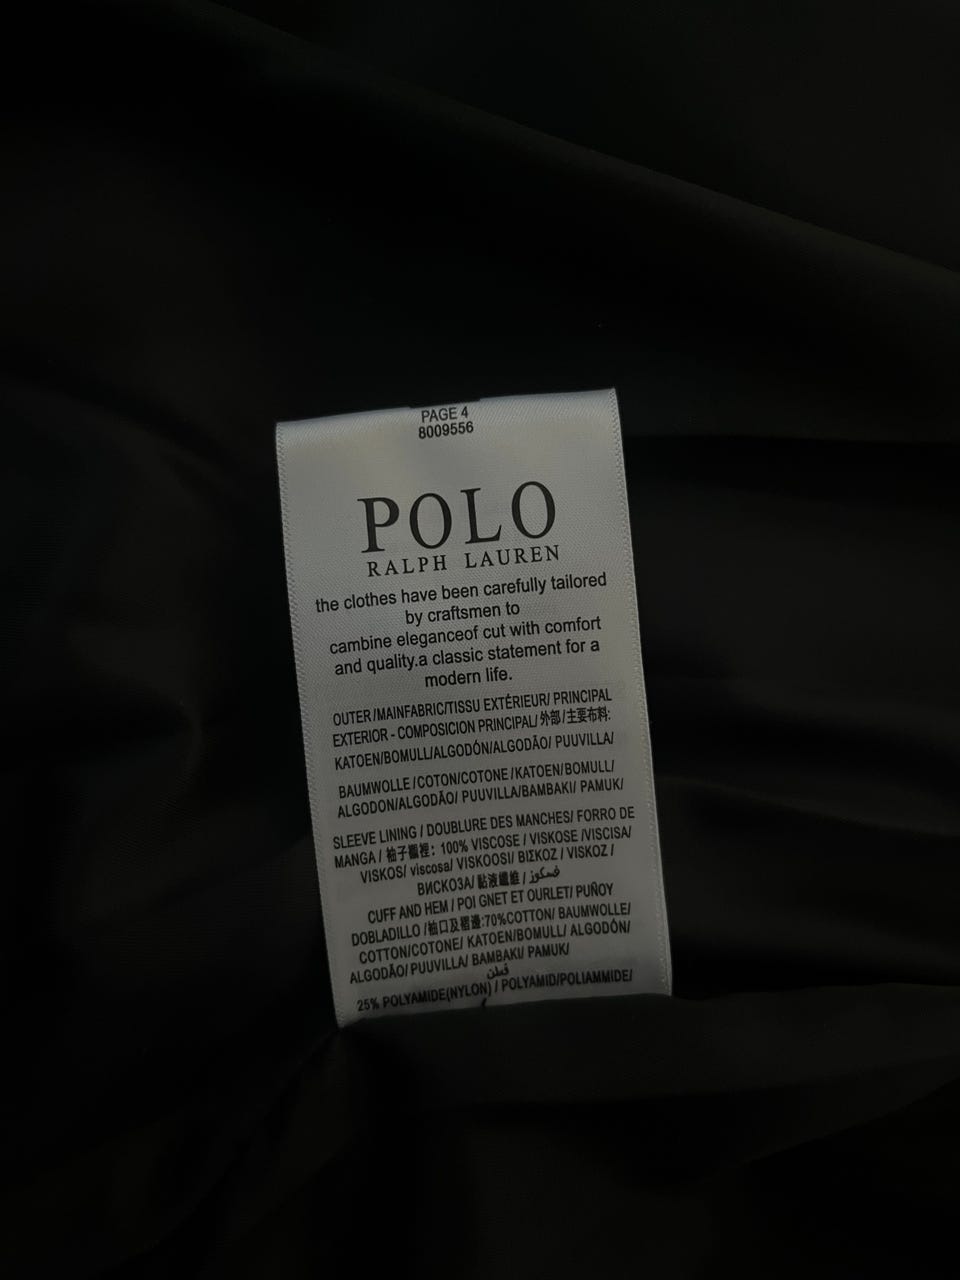 PAGE 4
8009556
POLO
RALPH LAUREN
the clothes have been carefully tailored
by craftsmen to
cambine eleganceof cut with comfort
and quality.a classic statement for a
modern life.
OUTER/MAINFABRIC/TISSU EXTÉRIEUR/ PRINCIPAL
EXTERIOR - COMPOSICION PRINCIPAL/ 外部/主要布料:
KATOEN/BOMULL/ALGODÓN/ALGODÃO/ PUUVILLA/
BAUMWOLLE/COTON/COTONE/KATOEN/BOMULL/
ALGODON/ALGODÃO/ PUUVILLA/BAMBAKI/ PAMUK/
SLEEVE LINING / DOUBLURE DES MANCHES/ FORRO DE
MANGA / 袖子襯裡: 100% VISCOSE / VISKOSE /VISCISA/
VISKOS/ viscosa/ VISKOOSI/ ΒΙΣΚΟΖ / VISKOZ /
ВИСКОЗА/ 黏液纖維 / فسكوز /
CUFF AND HEM / POI GNET ET OURLET/ PUÑOY
DOBLADILLO /袖口及褶邊:70%COTTON/ BAUMWOLLE/
COTTON/COTONE/ KATOEN/BOMULL/ ALGODÓN/
ALGODÃO/ PUUVILLA/ BAMBAKI/ PAMUK/
قطن
25% POLYAMIDE(NYLON) / POLYAMID/POLIAMMIDE/